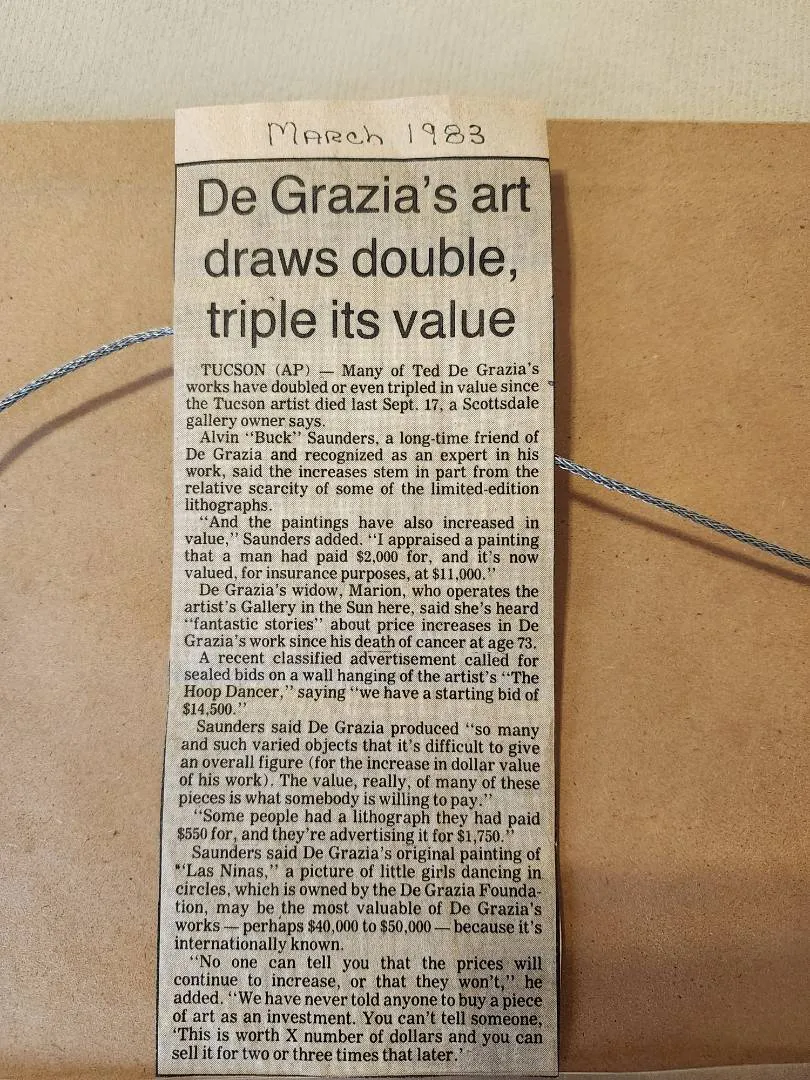 March 1983
De Grazia's art
draws double,
triple its value
TUCSON (AP) — Many of Ted De Grazia's
works have doubled or even tripled in value since
the Tucson artist died last Sept. 17, a Scottsdale
gallery owner says.
Alvin “Buck” Saunders, a long-time friend of
De Grazia and recognized as an expert in his
work, said the increases stem in part from the
relative scarcity of some of the limited-edition
lithographs.
“And the paintings have also increased in
value,” Saunders added. “I appraised a painting
that a man had paid $2,000 for, and it's now
valued, for insurance purposes, at $11,000.”
De Grazia's widow, Marion, who operates the
artist's Gallery in the Sun here, said she's heard
“fantastic stories” about price increases in De
Grazia's work since his death of cancer at age 73.
A recent classified advertisement called for
sealed bids on a wall hanging of the artist's “The
Hoop Dancer,” saying “we have a starting bid of
$14,500.”
Saunders said De Grazia produced “so many
and such varied objects that it's difficult to give
an overall figure (for the increase in dollar value
of his work). The value, really, of many of these
pieces is what somebody is willing to pay.”
“Some people had a lithograph they had paid
$550 for, and they're advertising it for $1,750.”
Saunders said De Grazia's original painting of
“Las Ninas,” a picture of little girls dancing in
circles, which is owned by the De Grazia Founda-
tion, may be the most valuable of De Grazia's
works — perhaps $40,000 to $50,000 — because it's
internationally known.
“No one can tell you that the prices will
continue to increase, or that they won't,” he
added. “We have never told anyone to buy a piece
of art as an investment. You can't tell someone,
‘This is worth X number of dollars and you can
sell it for two or three times that later.’